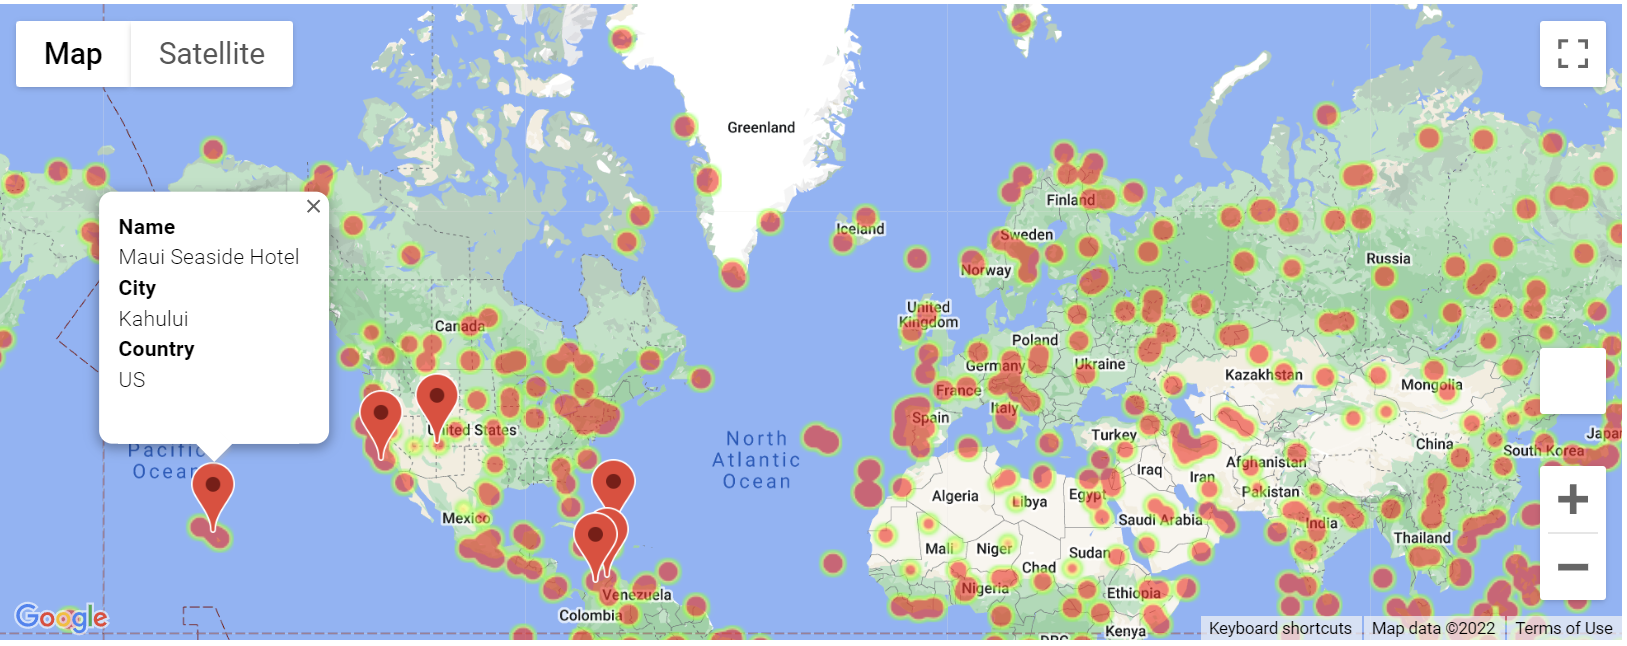 Map
Satellite
Greenland
Finland
Iceland
Sweden
Norway
Russia
Name
Maui Seaside Hotel
City
Kahului
Country
US
United
Kingdom
Canada
Poland
Germany
Ukraine
Kazakhstan
Mongolia
France
Italy
Spain
United States
Turkey
China
South Korea
Japan
Pacific
Ocean
North
Atlantic
Ocean
Iraq
Iran
Afghanistan
Pakistan
Algeria
Libya
Egypt
Saudi Arabia
India
Mexico
Thailand
Mali
Niger
Sudan
Chad
Nigeria
Ethiopia
Venezuela
Colombia
Kenya
DRC
Google
Keyboard shortcuts
Map data ©2022
Terms of Use